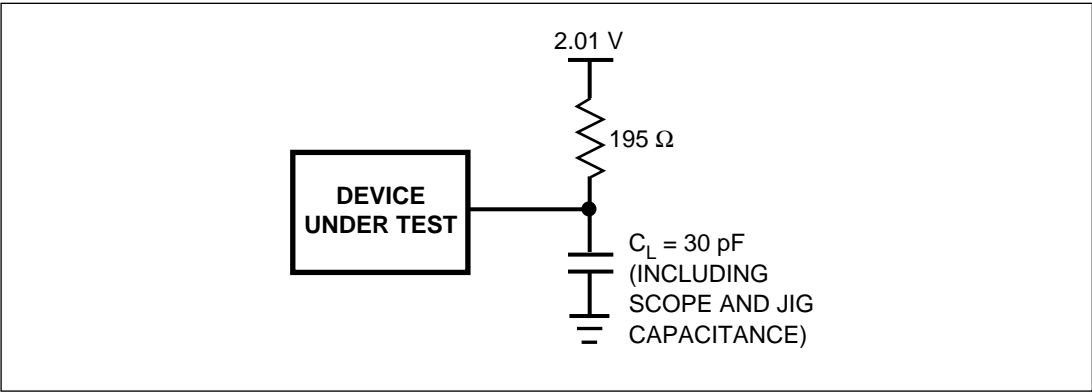 2.01 V
195 Ω
DEVICE
UNDER TEST
C_L = 30 pF
(INCLUDING
SCOPE AND JIG
CAPACITANCE)